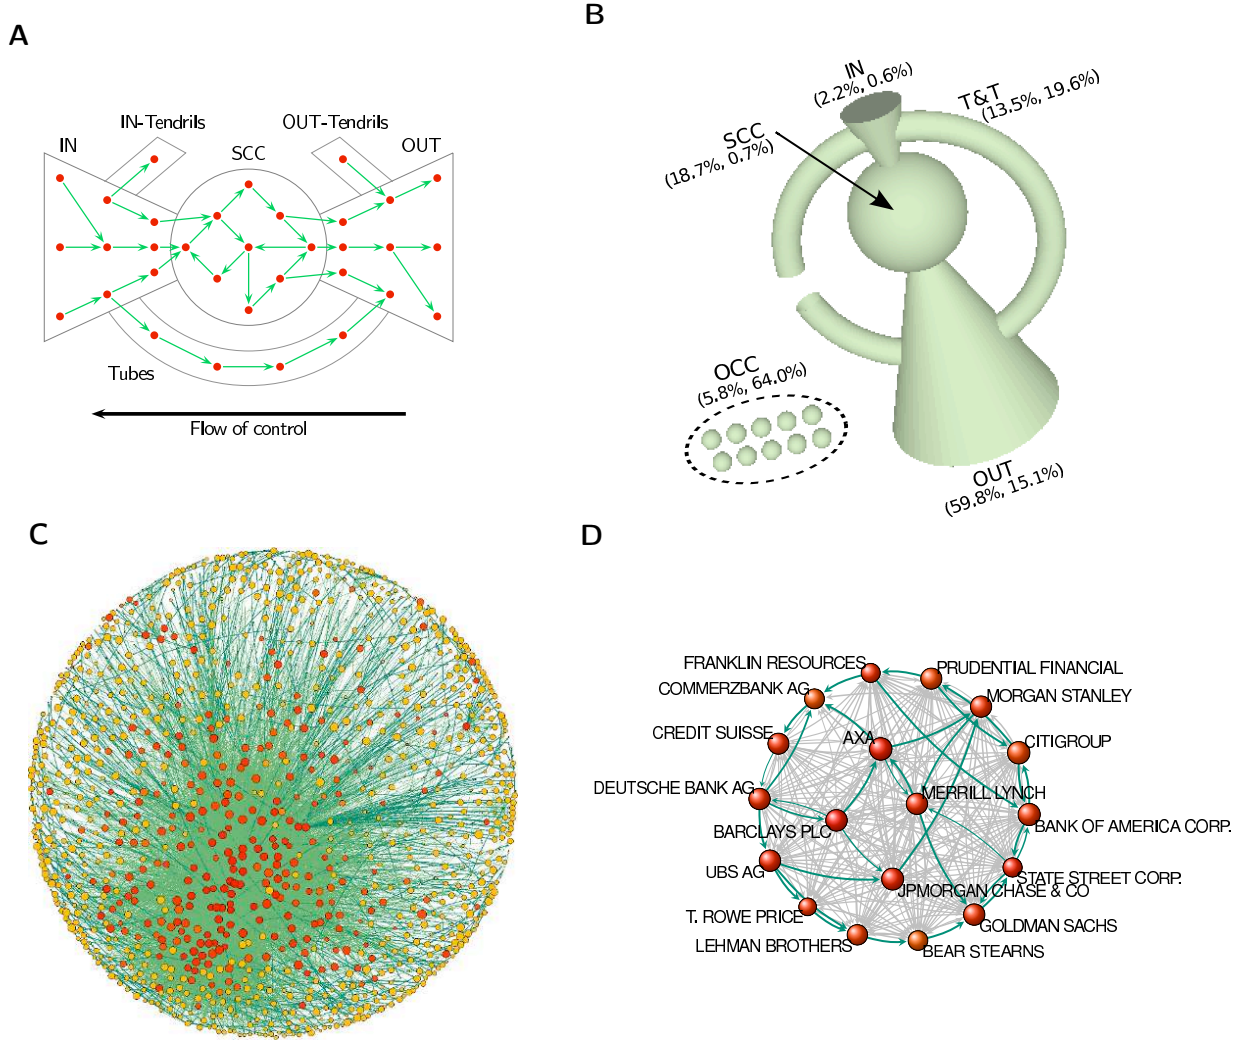 A
IN-Tendrils
OUT-Tendrils
IN
SCC
OUT
Tubes
Flow of control
B
IN
(2.2%, 0.6%)
T&T
(13.5%, 19.6%)
SCC
(18.7%, 0.7%)
OCC
(5.8%, 64.0%)
OUT
(59.8%, 15.1%)
C
D
FRANKLIN RESOURCES
PRUDENTIAL FINANCIAL
COMMERZBANK AG
MORGAN STANLEY
CREDIT SUISSE
AXA
CITIGROUP
DEUTSCHE BANK AG
MERRILL LYNCH
BARCLAYS PLC
BANK OF AMERICA CORP.
UBS AG
STATE STREET CORP.
JPMORGAN CHASE & CO
T. ROWE PRICE
GOLDMAN SACHS
LEHMAN BROTHERS
BEAR STEARNS